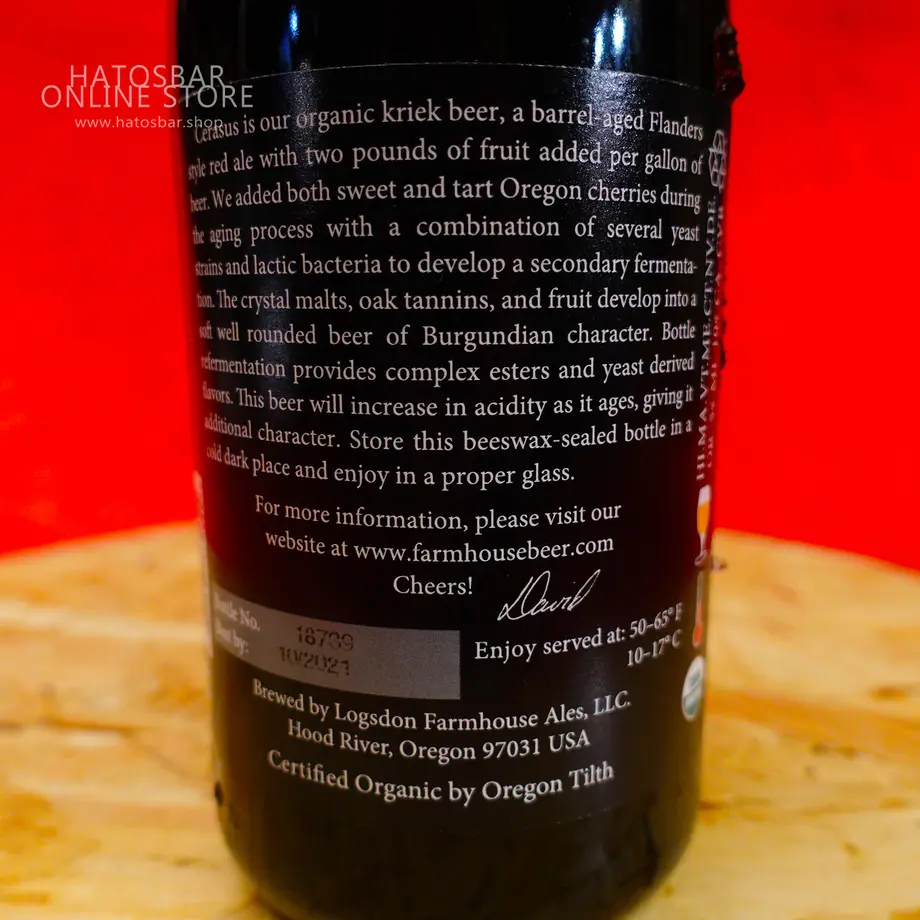 HATOSBAR
ONLINE STORE
www.hatosbar.shop
Cerasus is our organic kriek beer, a barrel-aged Flanders
style red ale with two pounds of fruit added per gallon of
beer. We added both sweet and tart Oregon cherries during
the aging process with a combination of several yeast
strains and lactic bacteria to develop a secondary fermenta-
tion. The crystal malts, oak tannins, and fruit develop into a
soft well rounded beer of Burgundian character. Bottle
refermentation provides complex esters and yeast derived
flavors. This beer will increase in acidity as it ages, giving it
additional character. Store this beeswax-sealed bottle in a
cold dark place and enjoy in a proper glass.
For more information, please visit our
website at www.farmhousebeer.com
Cheers!
David
Bottle No. 18739
Best by: 10/2021
Enjoy served at: 50-65° F
10-17° C
Brewed by Logsdon Farmhouse Ales, LLC.
Hood River, Oregon 97031 USA
Certified Organic by Oregon Tilth